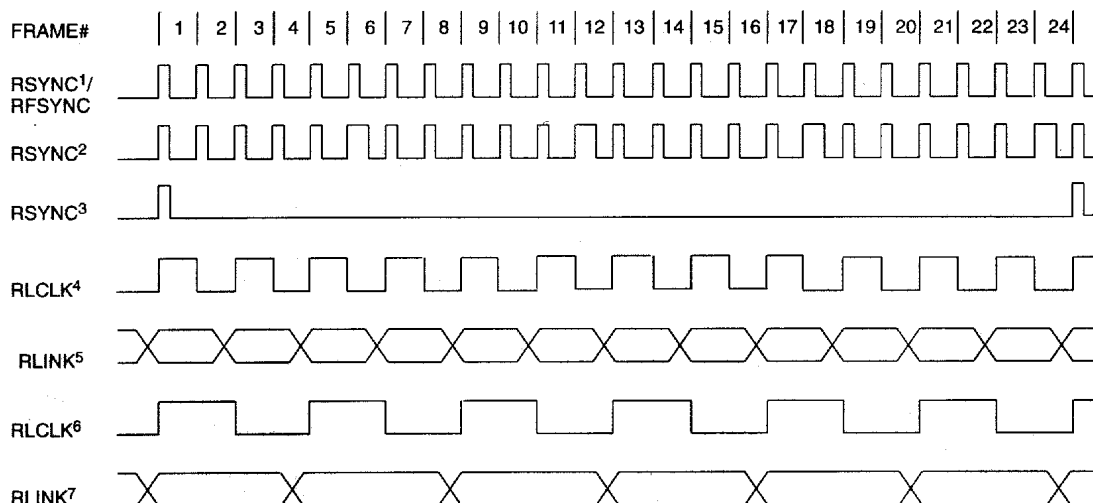 FRAME# 1 2 3 4 5 6 7 8 9 10 11 12 13 14 15 16 17 18 19 20 21 22 23 24
RSYNC¹/
RFSYNC
RSYNC²
RSYNC³
RLCLK⁴
RLINK⁵
RLCLK⁶
RLINK⁷